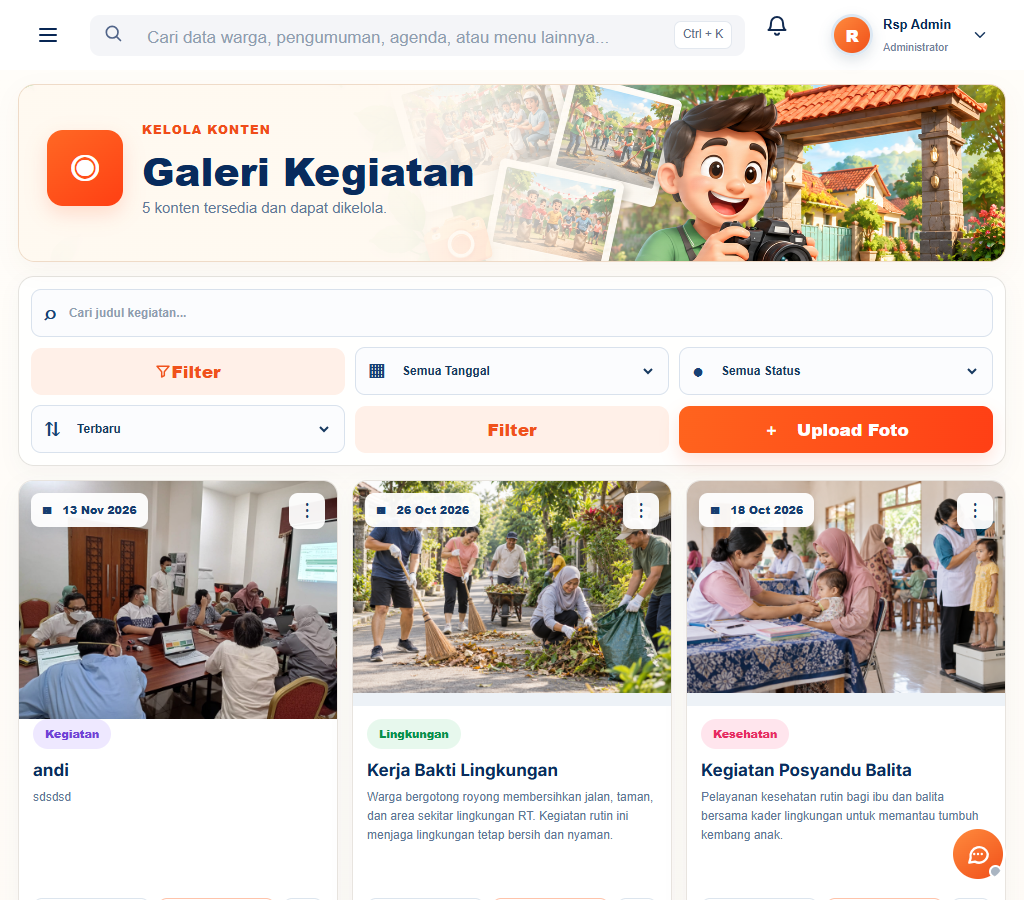 Cari data warga, pengumuman, agenda, atau menu lainnya...
Ctrl + K
R
Rsp Admin
Administrator
KELOLA KONTEN
Galeri Kegiatan
5 konten tersedia dan dapat dikelola.
Cari judul kegiatan...
Filter
Semua Tanggal
Semua Status
Terbaru
Filter
+ Upload Foto
13 Nov 2026
26 Oct 2026
18 Oct 2026
Kegiatan
andi
sdsdsd
Lingkungan
Kerja Bakti Lingkungan
Warga bergotong royong membersihkan jalan, taman,
dan area sekitar lingkungan RT. Kegiatan rutin ini
menjaga lingkungan tetap bersih dan nyaman.
Kesehatan
Kegiatan Posyandu Balita
Pelayanan kesehatan rutin bagi ibu dan balita
bersama kader lingkungan untuk memantau tumbuh
kembang anak.